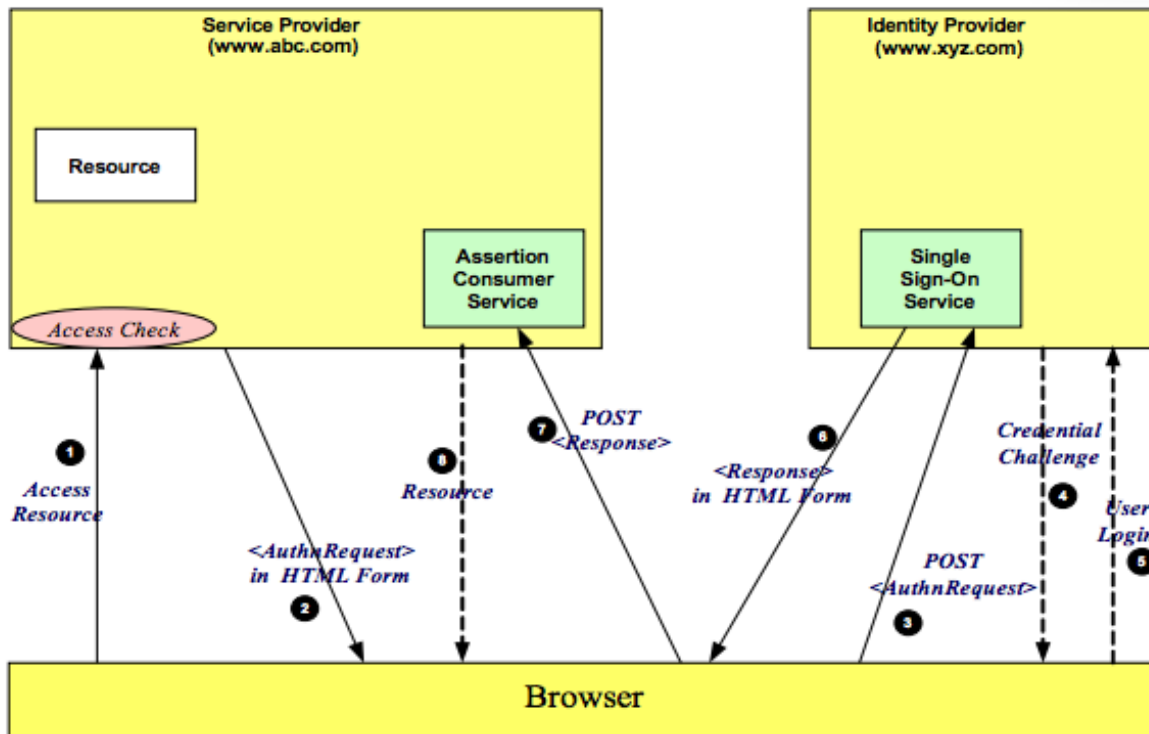 Service Provider
(www.abc.com)
Identity Provider
(www.xyz.com)
Resource
Assertion
Consumer
Service
Single
Sign-On
Service
Access Check
1
Access
Resource
<AuthnRequest>
in HTML Form
2
8
Resource
7
POST
<Response>
6
<Response>
in HTML Form
POST
<AuthnRequest>
3
Credential
Challenge
4
User
Login
5
Browser